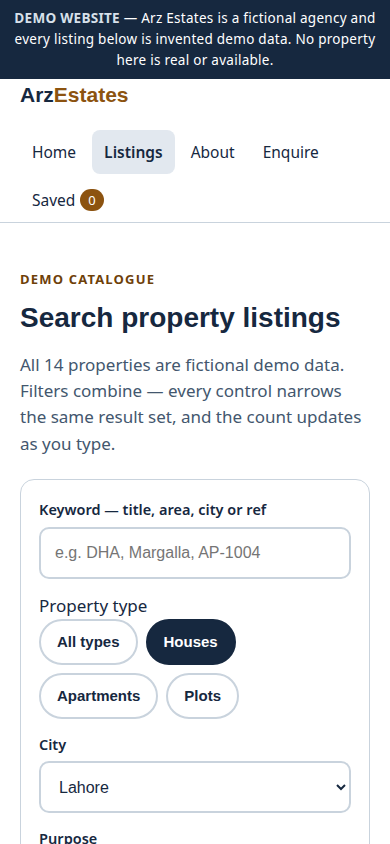 DEMO WEBSITE — Arz Estates is a fictional agency and
every listing below is invented demo data. No property
here is real or available.
ArzEstates
Home Listings About Enquire
Saved 0
DEMO CATALOGUE
Search property listings
All 14 properties are fictional demo data.
Filters combine — every control narrows
the same result set, and the count updates
as you type.
Keyword — title, area, city or ref
e.g. DHA, Margalla, AP-1004
Property type
All types Houses
Apartments Plots
City
Lahore
Purpose